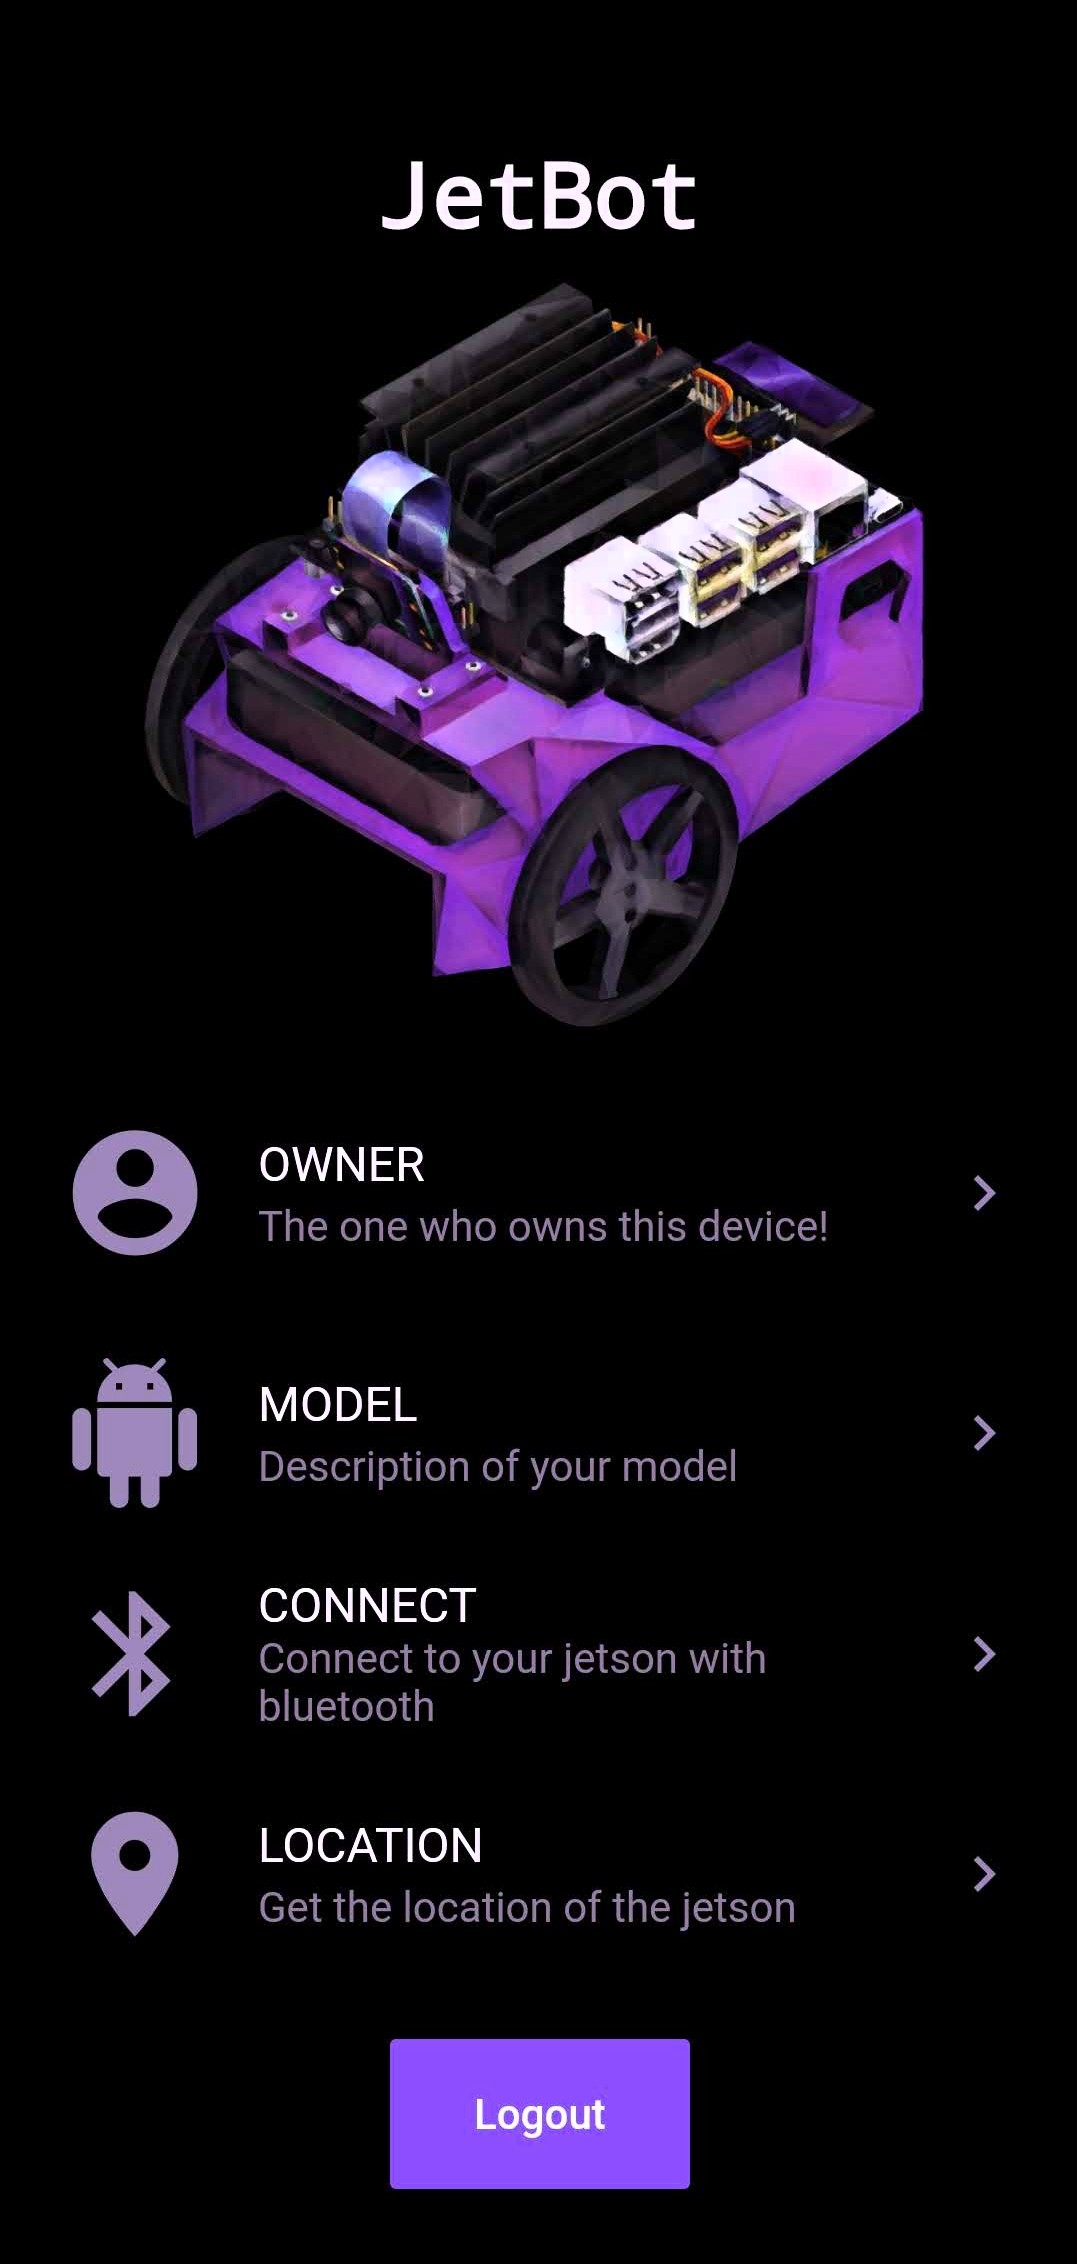 JetBot
OWNER
The one who owns this device!
MODEL
Description of your model
CONNECT
Connect to your jetson with
bluetooth
LOCATION
Get the location of the jetson
Logout